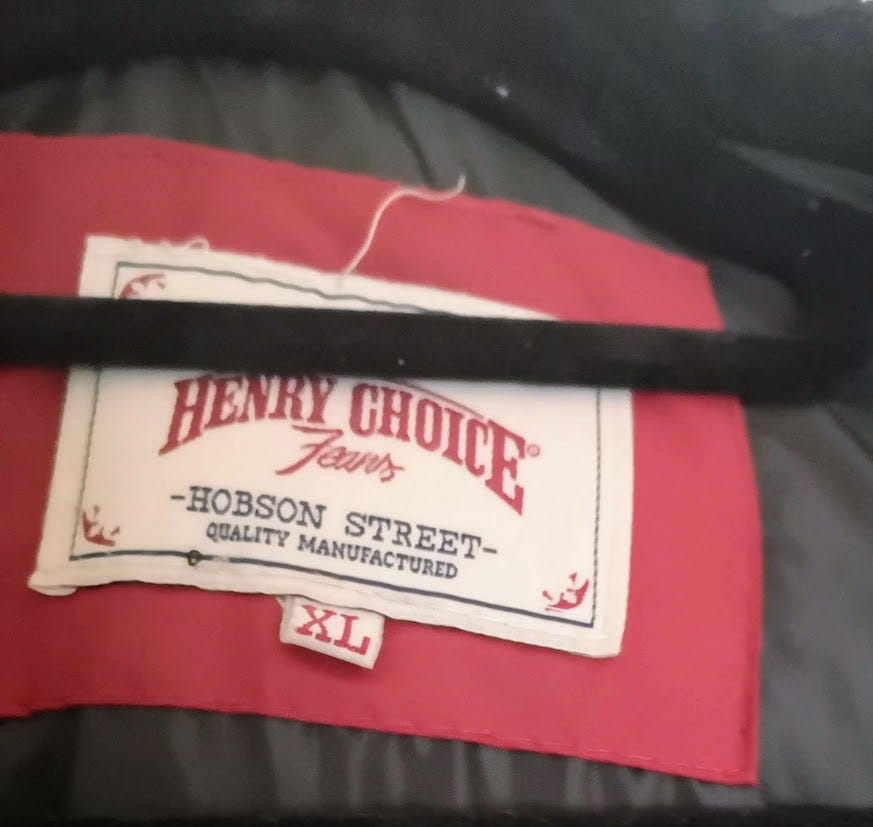 HENRY CHOICE®
Jeans
-HOBSON STREET-
QUALITY MANUFACTURED
XL